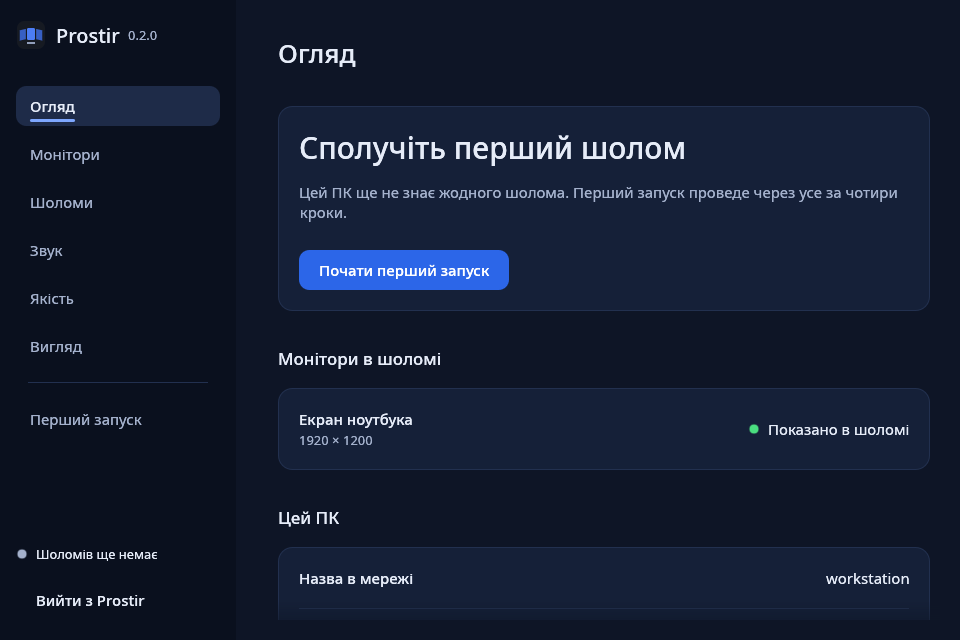 Prostir 0.2.0
Огляд
Монітори
Шоломи
Звук
Якість
Вигляд
Перший запуск
Шоломів ще немає
Вийти з Prostir
Огляд
Сполучіть перший шолом
Цей ПК ще не знає жодного шолома. Перший запуск проведе через усе за чотири
кроки.
Почати перший запуск
Монітори в шоломі
Екран ноутбука
1920 × 1200
Показано в шоломі
Цей ПК
Назва в мережі
workstation